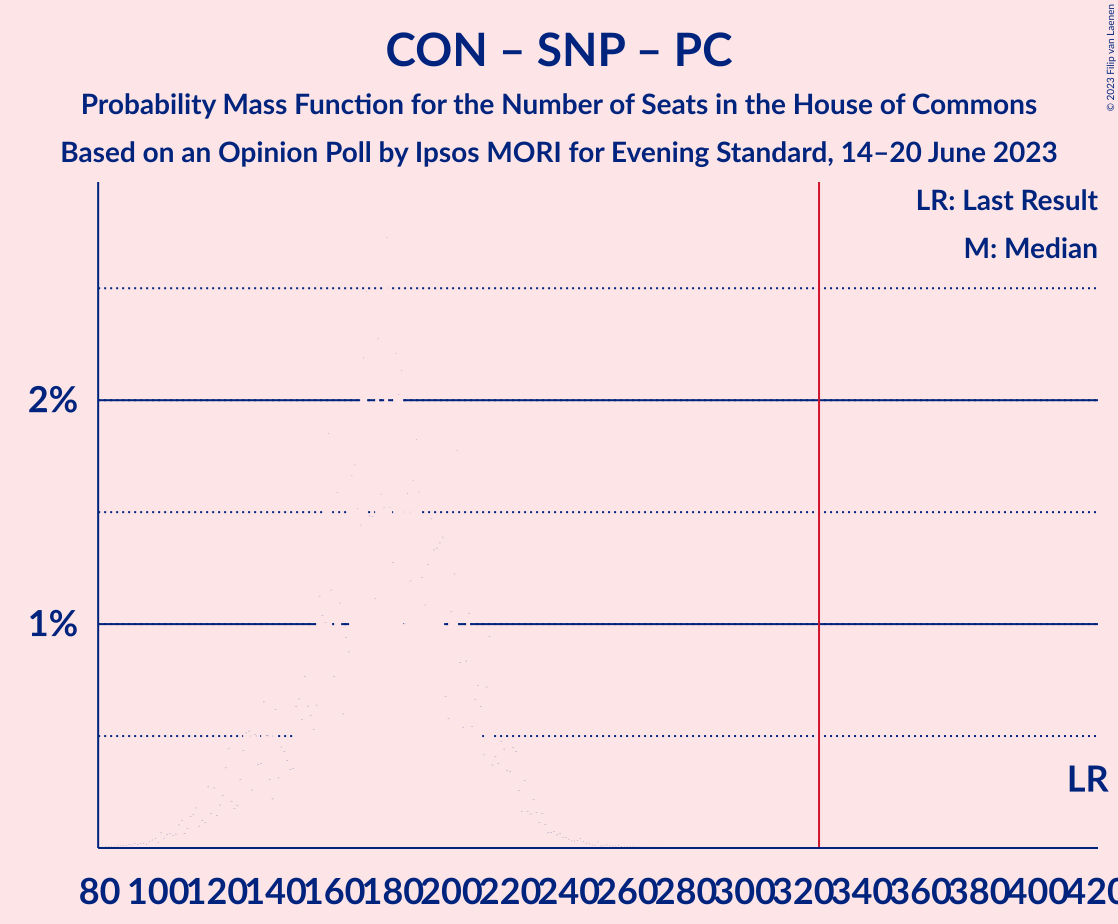 CON – SNP – PC
Probability Mass Function for the Number of Seats in the House of Commons
Based on an Opinion Poll by Ipsos MORI for Evening Standard, 14–20 June 2023
© 2023 Filip van Laenen
LR: Last Result
M: Median
2%
1%
LR
80 100 120 140 160 180 200 220 240 260 280 300 320 340 360 380 400 420